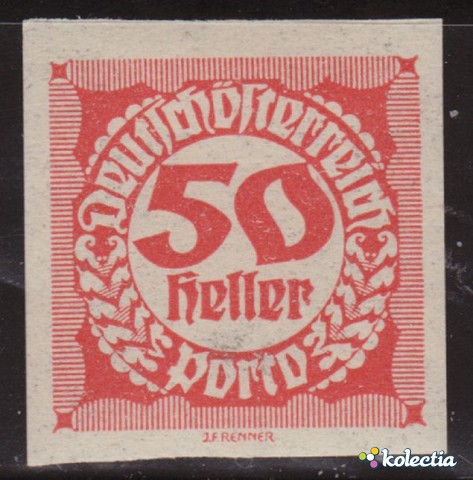 Deutschösterreich
50
heller
Porto
J.F. RENNER
kolectia